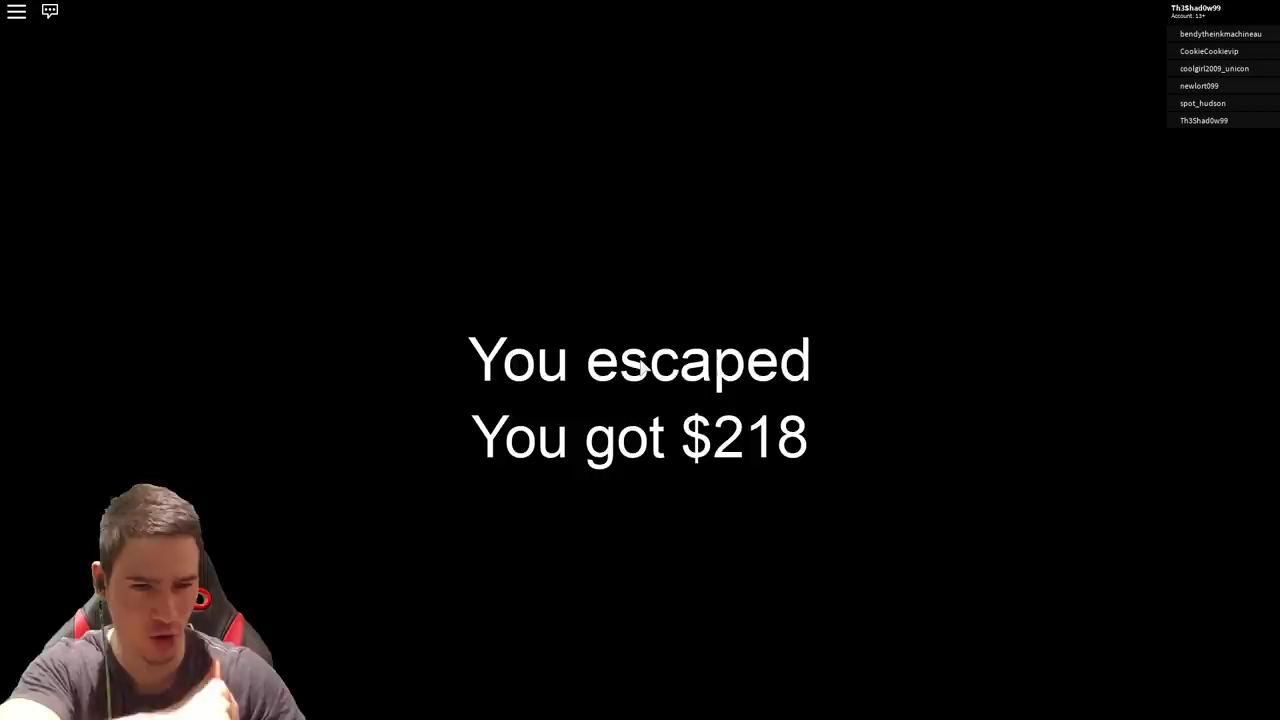 Th3Shad0w99
Account: 13+
bendytheinkmachineau
CookieCookievip
coolgirl2009_unicon
newlort099
spot_hudson
Th3Shad0w99
You escaped
You got $218